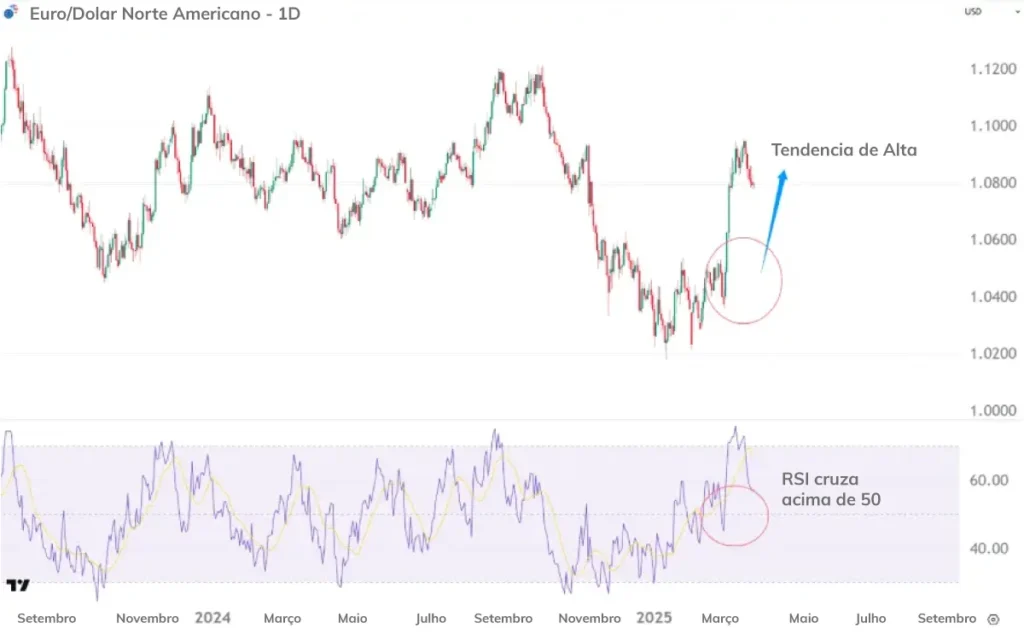 Euro/Dolar Norte Americano - 1D
USD
1.1200
1.1000
Tendencia de Alta
1.0800
1.0600
1.0400
1.0200
1.0000
RSI cruza
acima de 50
60.00
40.00
Setembro Novembro 2024 Março Maio Julho Setembro Novembro 2025 Março Maio Julho Setembro